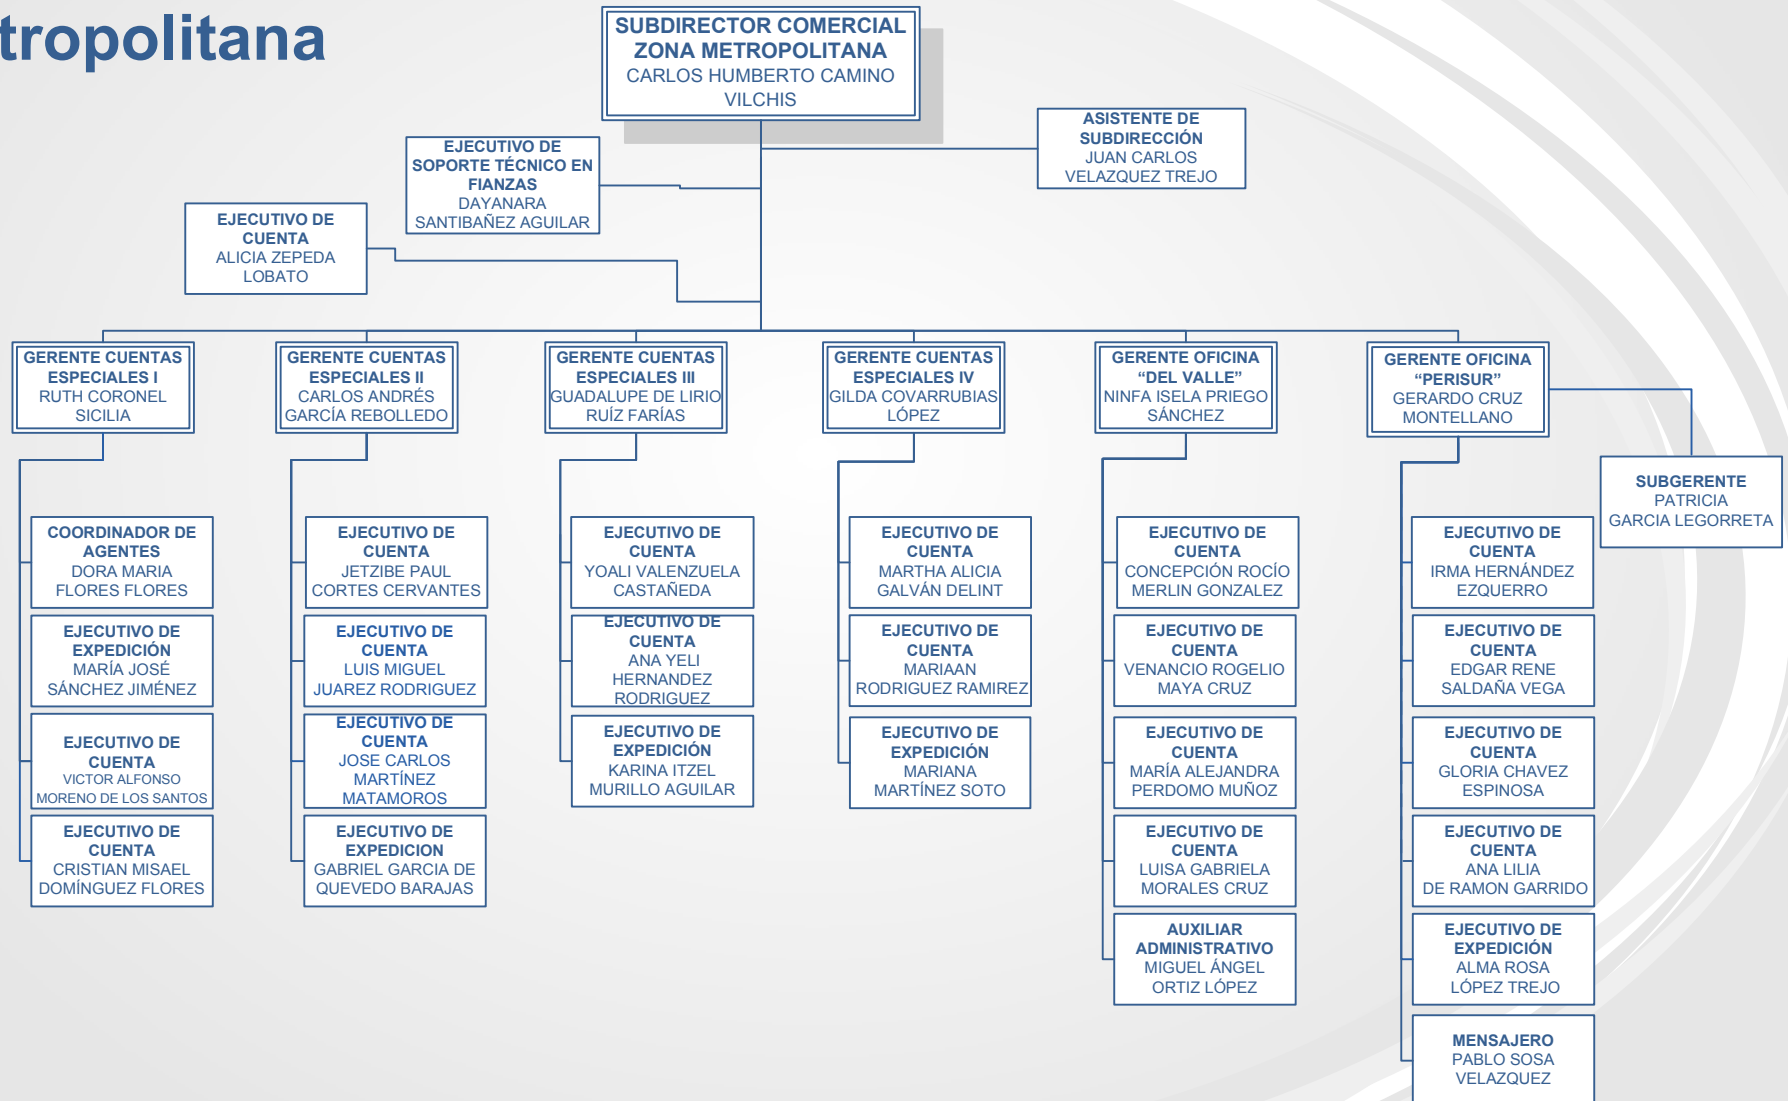 tropolitana
SUBDIRECTOR COMERCIAL
ZONA METROPOLITANA
CARLOS HUMBERTO CAMINO
VILCHIS
ASISTENTE DE
SUBDIRECCIÓN
JUAN CARLOS
VELAZQUEZ TREJO
EJECUTIVO DE
SOPORTE TÉCNICO EN
FIANZAS
DAYANARA
SANTIBAÑEZ AGUILAR
EJECUTIVO DE
CUENTA
ALICIA ZEPEDA
LOBATO
GERENTE CUENTAS
ESPECIALES I
RUTH CORONEL
SICILIA
GERENTE CUENTAS
ESPECIALES II
CARLOS ANDRÉS
GARCÍA REBOLLEDO
GERENTE CUENTAS
ESPECIALES III
GUADALUPE DE LIRIO
RUÍZ FARÍAS
GERENTE CUENTAS
ESPECIALES IV
GILDA COVARRUBIAS
LÓPEZ
GERENTE OFICINA
“DEL VALLE”
NINFA ISELA PRIEGO
SÁNCHEZ
GERENTE OFICINA
“PERISUR”
GERARDO CRUZ
MONTELLANO
SUBGERENTE
PATRICIA
GARCIA LEGORRETA
COORDINADOR DE
AGENTES
DORA MARIA
FLORES FLORES
EJECUTIVO DE
EXPEDICIÓN
MARÍA JOSÉ
SÁNCHEZ JIMÉNEZ
EJECUTIVO DE
CUENTA
VICTOR ALFONSO
MORENO DE LOS SANTOS
EJECUTIVO DE
CUENTA
CRISTIAN MISAEL
DOMÍNGUEZ FLORES
EJECUTIVO DE
CUENTA
JETZIBE PAUL
CORTES CERVANTES
EJECUTIVO DE
CUENTA
LUIS MIGUEL
JUAREZ RODRIGUEZ
EJECUTIVO DE
CUENTA
JOSE CARLOS
MARTÍNEZ
MATAMOROS
EJECUTIVO DE
EXPEDICION
GABRIEL GARCIA DE
QUEVEDO BARAJAS
EJECUTIVO DE
CUENTA
YOALI VALENZUELA
CASTAÑEDA
EJECUTIVO DE
CUENTA
ANA YELI
HERNANDEZ
RODRIGUEZ
EJECUTIVO DE
EXPEDICIÓN
KARINA ITZEL
MURILLO AGUILAR
EJECUTIVO DE
CUENTA
MARTHA ALICIA
GALVÁN DELINT
EJECUTIVO DE
CUENTA
MARIAAN
RODRIGUEZ RAMIREZ
EJECUTIVO DE
EXPEDICIÓN
MARIANA
MARTÍNEZ SOTO
EJECUTIVO DE
CUENTA
CONCEPCIÓN ROCÍO
MERLIN GONZALEZ
EJECUTIVO DE
CUENTA
VENANCIO ROGELIO
MAYA CRUZ
EJECUTIVO DE
CUENTA
MARÍA ALEJANDRA
PERDOMO MUÑOZ
EJECUTIVO DE
CUENTA
LUISA GABRIELA
MORALES CRUZ
AUXILIAR
ADMINISTRATIVO
MIGUEL ÁNGEL
ORTIZ LÓPEZ
EJECUTIVO DE
CUENTA
IRMA HERNÁNDEZ
EZQUERRO
EJECUTIVO DE
CUENTA
EDGAR RENE
SALDAÑA VEGA
EJECUTIVO DE
CUENTA
GLORIA CHAVEZ
ESPINOSA
EJECUTIVO DE
CUENTA
ANA LILIA
DE RAMON GARRIDO
EJECUTIVO DE
EXPEDICIÓN
ALMA ROSA
LÓPEZ TREJO
MENSAJERO
PABLO SOSA
VELAZQUEZ